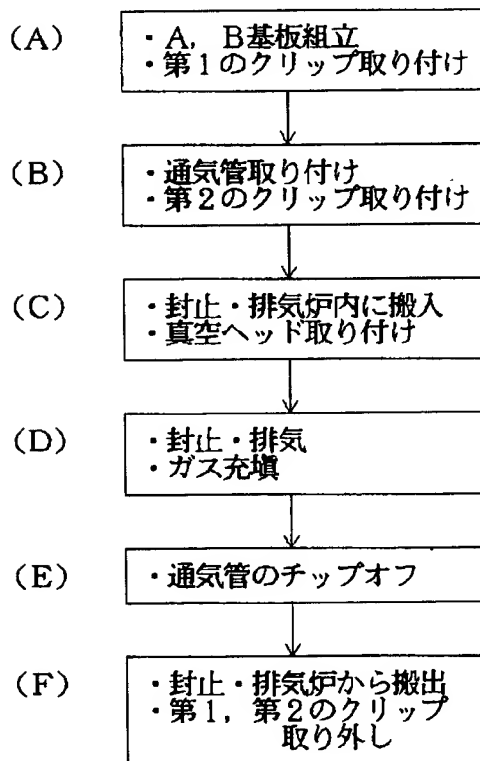 (A)
・A，B基板組立
・第1のクリップ取り付け
(B)
・通気管取り付け
・第2のクリップ取り付け
(C)
・封止・排気炉内に搬入
・真空ヘッド取り付け
(D)
・封止・排気
・ガス充塡
(E)
・通気管のチップオフ
(F)
・封止・排気炉から搬出
・第1，第2のクリップ
取り外し